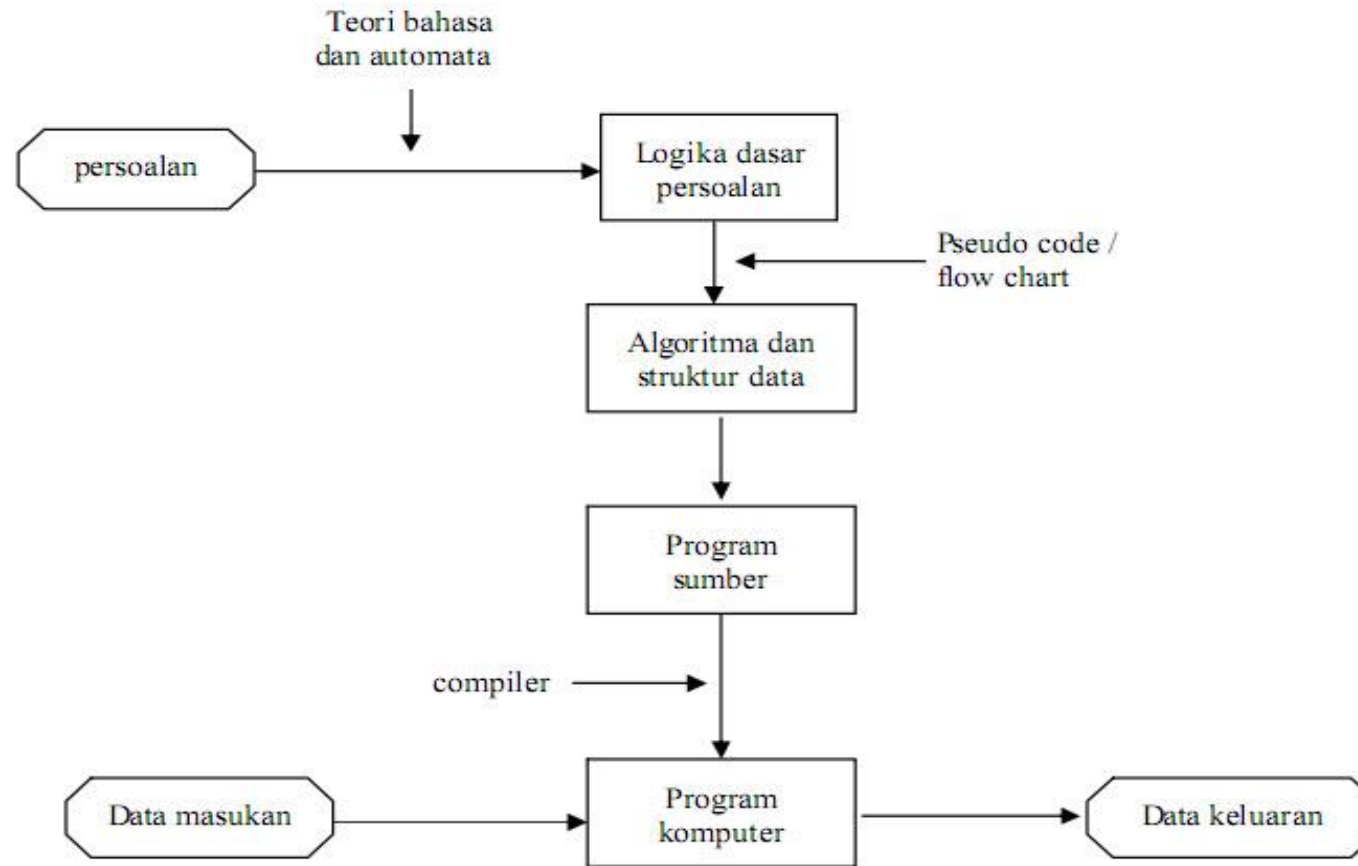 Teori bahasa
dan automata
persoalan
Logika dasar
persoalan
Pseudo code /
flow chart
Algoritma dan
struktur data
Program
sumber
compiler
Data masukan
Program
komputer
Data keluaran